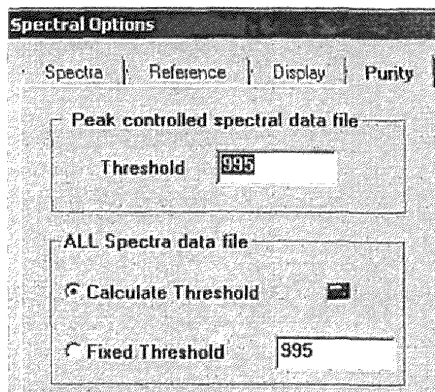 Spectral Options
Spectra Reference Display Purity
Peak controlled spectral data file
Threshold 995
ALL Spectra data file
Calculate Threshold
Fixed Threshold 995